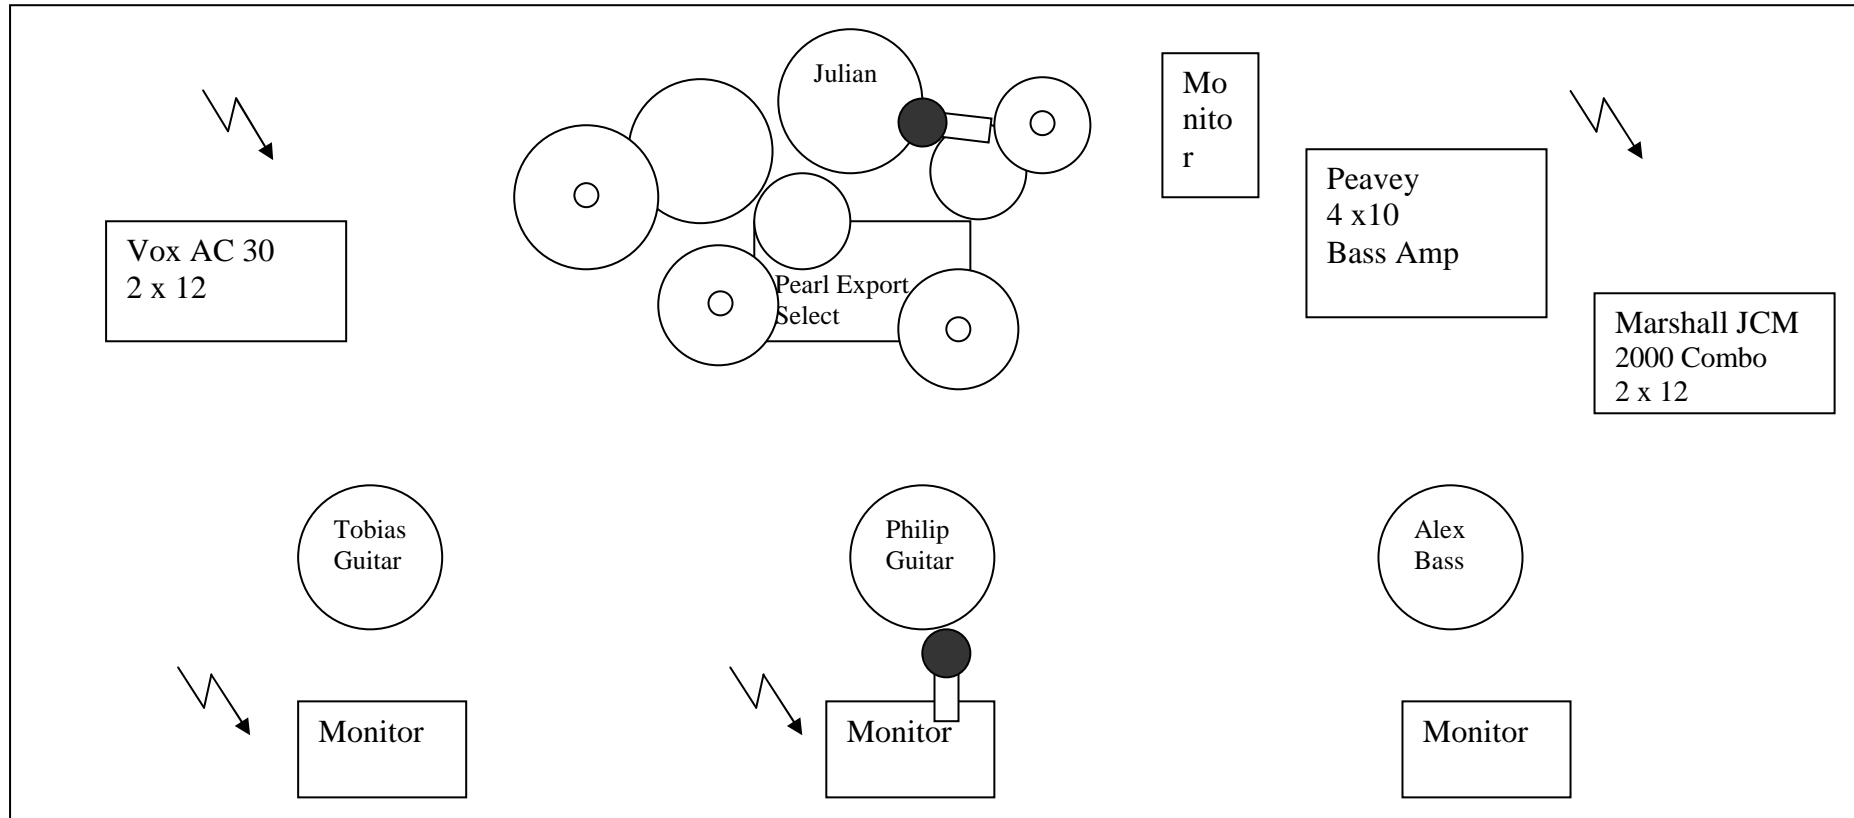 Julian
Mo
nito
r
Peavey
4 x10
Bass Amp
Vox AC 30
2 x 12
Pearl Export
Select
Marshall JCM
2000 Combo
2 x 12
Tobias
Guitar
Philip
Guitar
Alex
Bass
Monitor
Monitor
Monitor